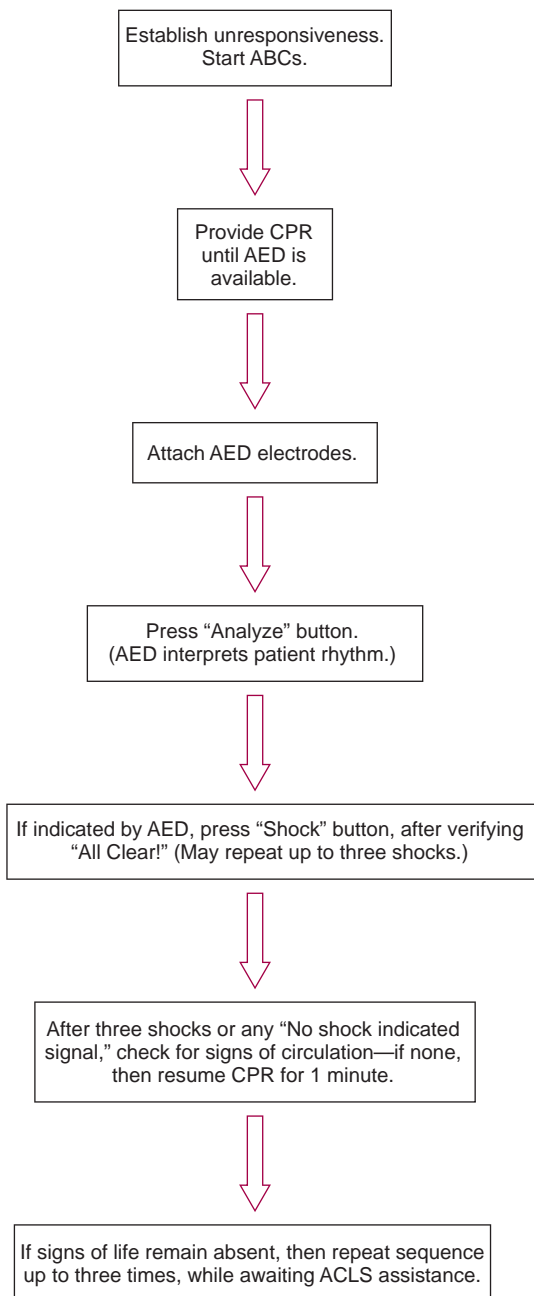 Establish unresponsiveness.
Start ABCs.
Provide CPR
until AED is
available.
Attach AED electrodes.
Press “Analyze” button.
(AED interprets patient rhythm.)
If indicated by AED, press “Shock” button, after verifying
“All Clear!” (May repeat up to three shocks.)
After three shocks or any “No shock indicated
signal,” check for signs of circulation—if none,
then resume CPR for 1 minute.
If signs of life remain absent, then repeat sequence
up to three times, while awaiting ACLS assistance.